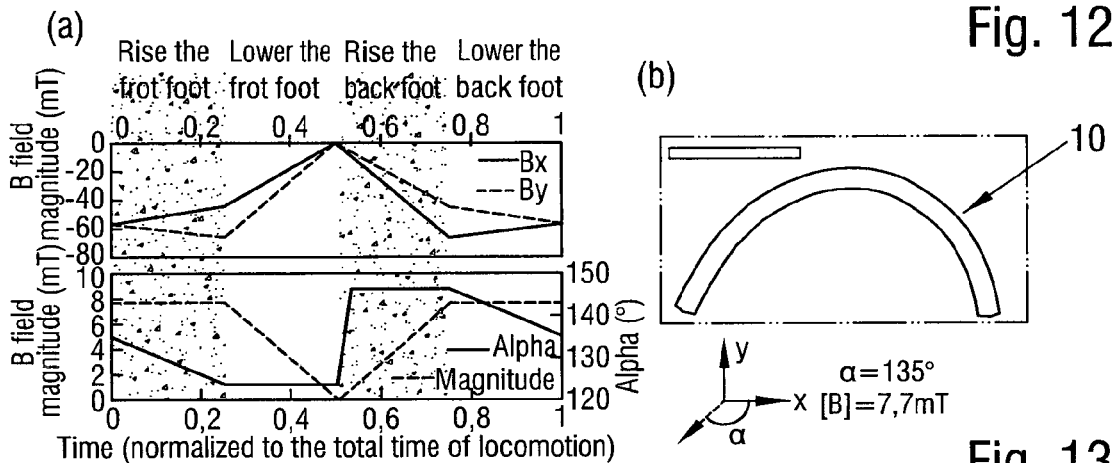 Fig. 12
(a)
Rise the Lower the Rise the Lower the
frot foot frot foot back foot back foot
0 0,2 0,4 0,6 0,8 1
B field
magnitude (mT)
0
-20
-40
-60
-80
Bx
By
B field
magnitude (mT)
10
8
6
4
2
0
Alpha
Magnitude
150
140
130
120
Alpha (°)
0 0,2 0,4 0,6 0,8 1
Time (normalized to the total time of locomotion)
(b)
10
y
x
α
α=135°
[B]=7,7mT
Fig. 13